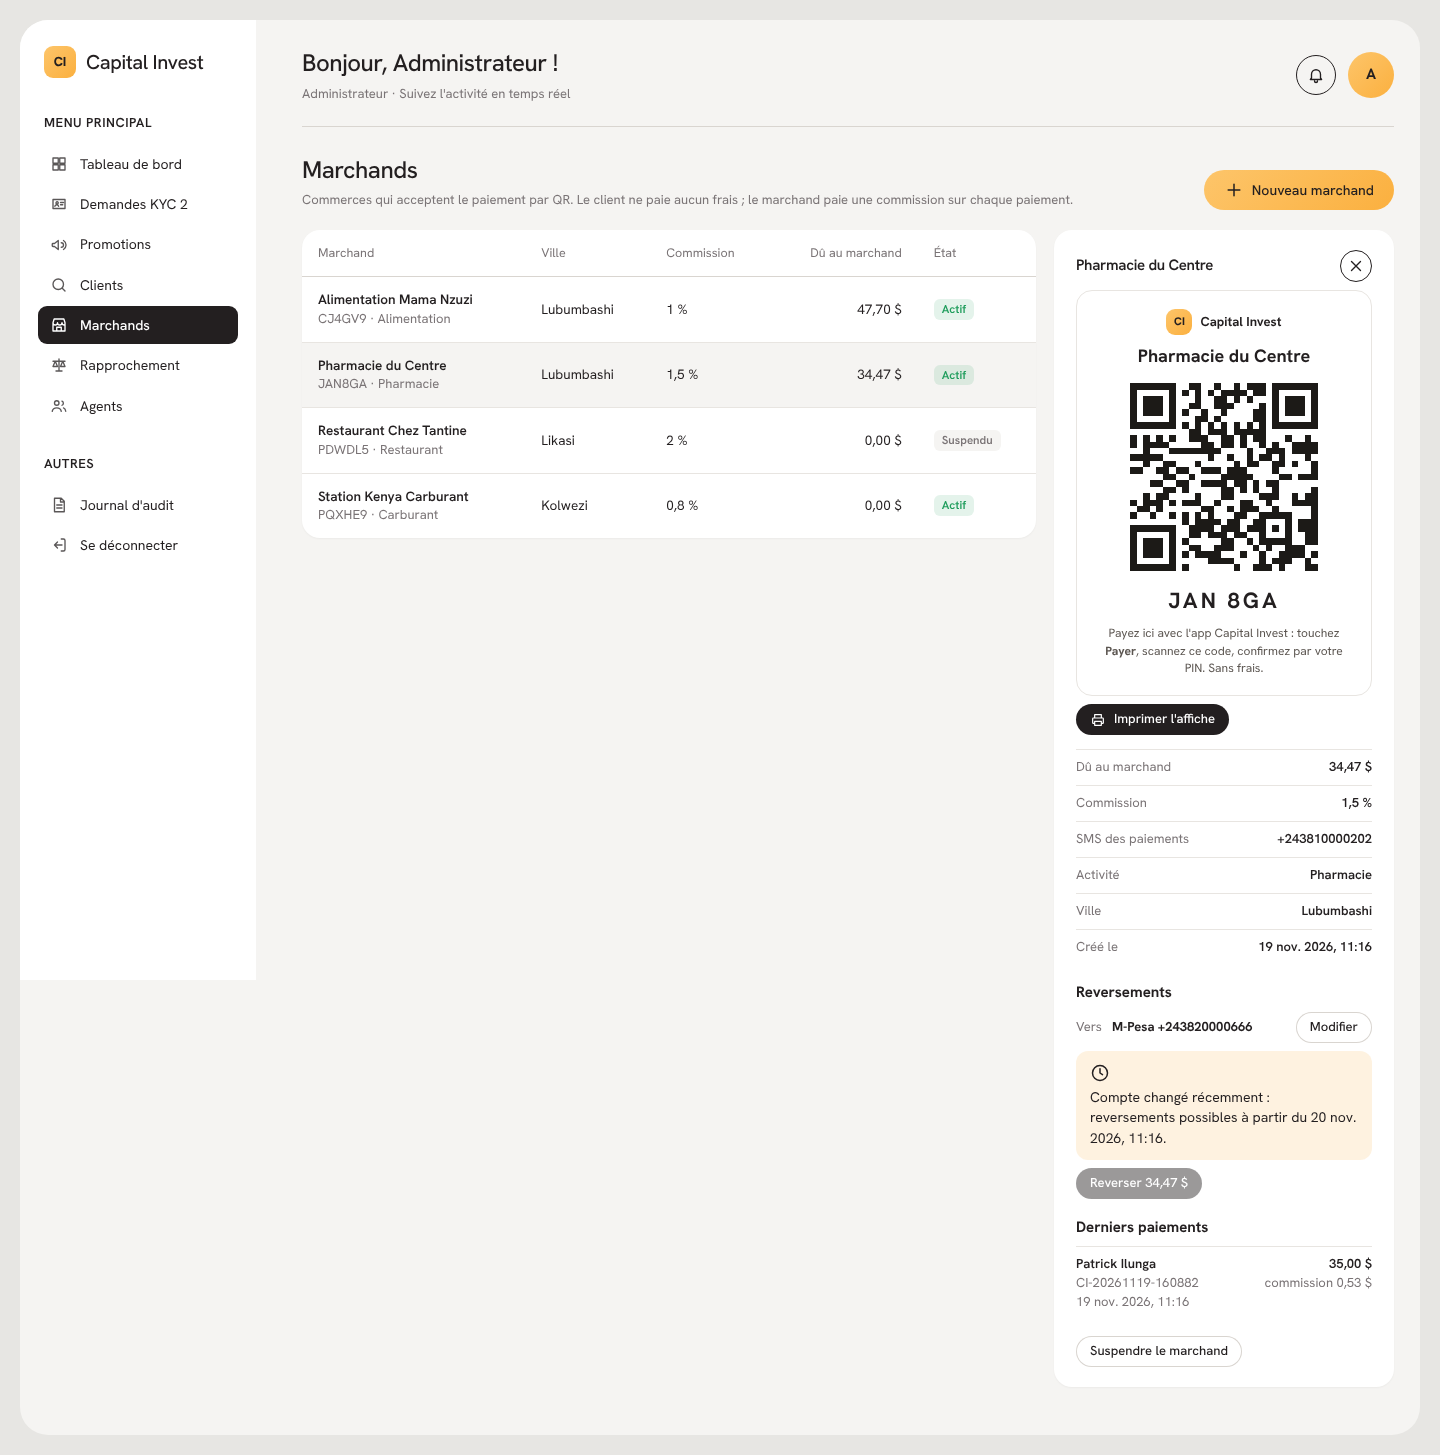 CI Capital Invest
MENU PRINCIPAL
Tableau de bord
Demandes KYC 2
Promotions
Clients
Marchands
Rapprochement
Agents
AUTRES
Journal d'audit
Se déconnecter
Bonjour, Administrateur !
Administrateur · Suivez l'activité en temps réel
A
Marchands
Commerces qui acceptent le paiement par QR. Le client ne paie aucun frais ; le marchand paie une commission sur chaque paiement.
Nouveau marchand
Marchand Ville Commission Dû au marchand État
Alimentation Mama Nzuzi
CJ4GV9 · Alimentation
Lubumbashi 1 % 47,70 $ Actif
Pharmacie du Centre
JAN8GA · Pharmacie
Lubumbashi 1,5 % 34,47 $ Actif
Restaurant Chez Tantine
PDWDL5 · Restaurant
Likasi 2 % 0,00 $ Suspendu
Station Kenya Carburant
PQXHE9 · Carburant
Kolwezi 0,8 % 0,00 $ Actif
Pharmacie du Centre
CI Capital Invest
Pharmacie du Centre
JAN 8GA
Payez ici avec l'app Capital Invest : touchez
Payer, scannez ce code, confirmez par votre
PIN. Sans frais.
Imprimer l'affiche
Dû au marchand 34,47 $
Commission 1,5 %
SMS des paiements +243810000202
Activité Pharmacie
Ville Lubumbashi
Créé le 19 nov. 2026, 11:16
Reversements
Vers M-Pesa +243820000666 Modifier
Compte changé récemment :
reversements possibles à partir du 20 nov.
2026, 11:16.
Reverser 34,47 $
Derniers paiements
Patrick Ilunga 35,00 $
CI-20261119-160882 commission 0,53 $
19 nov. 2026, 11:16
Suspendre le marchand